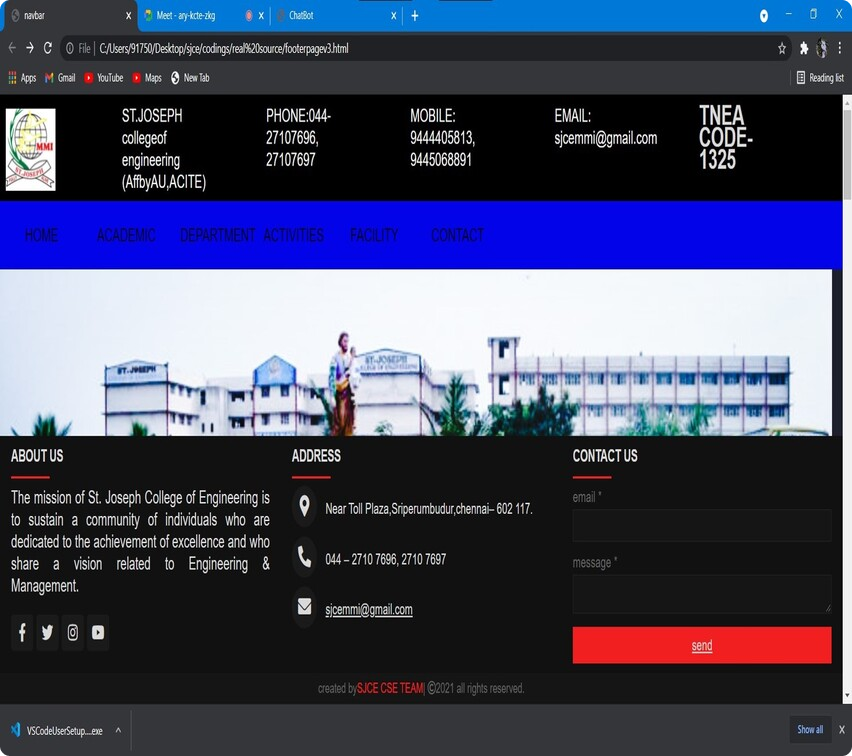 navbar
Meet - ary-kcte-zkg
ChatBot
File
C:/Users/91750/Desktop/sjce/codings/real%20source/footerpagev3.html
Apps
Gmail
YouTube
Maps
New Tab
Reading list
MMI
ST.JOSEPH
collegeof
engineering
(AffbyAU,ACITE)
PHONE:044-
27107696,
27107697
MOBILE:
9444405813,
9445068891
EMAIL:
sjcemmi@gmail.com
TNEA
CODE-
1325
HOME
ACADEMIC
DEPARTMENT
ACTIVITIES
FACILITY
CONTACT
ST.JOSEPH
ST.JOSEPH
COLLEGE OF ENGINEERING
ABOUT US
The mission of St. Joseph College of Engineering is
to sustain a community of individuals who are
dedicated to the achievement of excellence and who
share a vision related to Engineering &
Management.
ADDRESS
Near Toll Plaza,Sriperumbudur,chennai– 602 117.
044 – 2710 7696, 2710 7697
sjcemmi@gmail.com
CONTACT US
email *
message *
send
created bySJCE CSE TEAM| ©2021 all rights reserved.
VSCodeUserSetup....exe
Show all